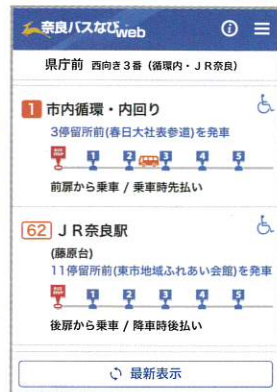 奈良バスなびweb
県庁前 西向き3番（循環内・ＪＲ奈良）
1 市内循環・内回り
3停留所前(春日大社表参道)を発車
BUS STOP 1 2 3 4 5
前扉から乗車 / 乗車時先払い
62 ＪＲ奈良駅
(藤原台)
11停留所前(東市地域ふれあい会館)を発車
BUS STOP 1 2 3 4 5
後扉から乗車 / 降車時後払い
最新表示